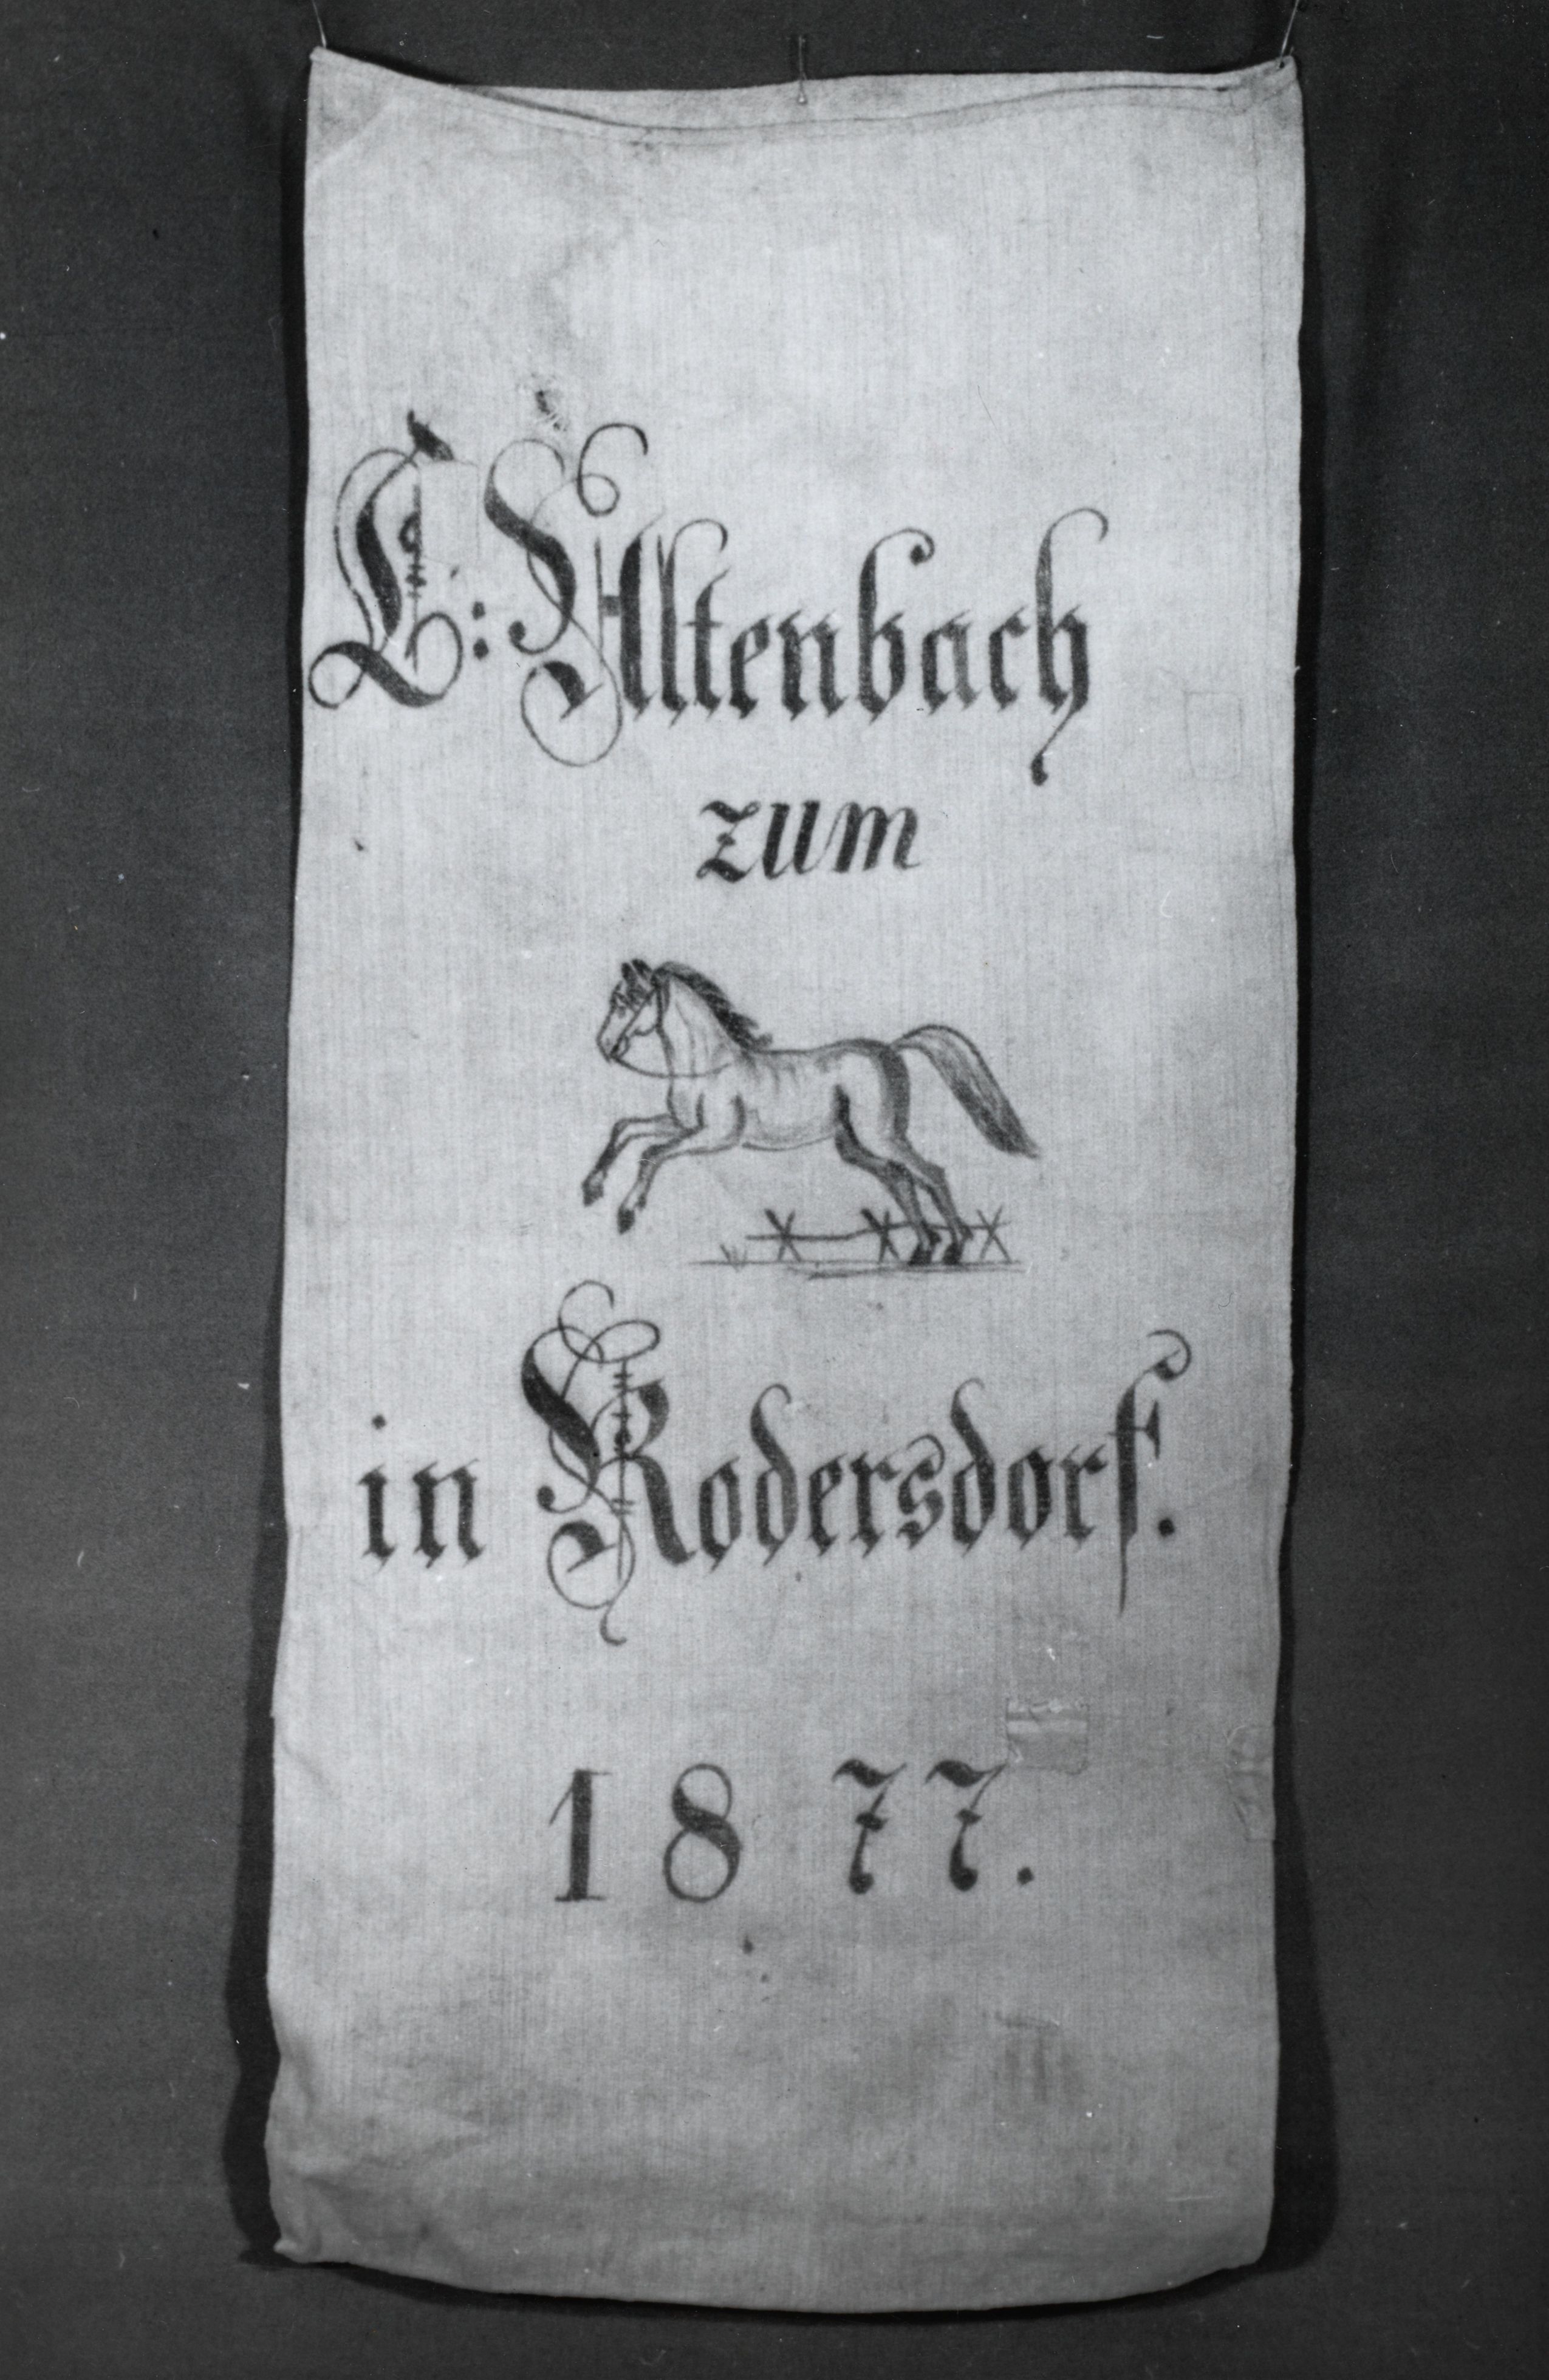 L: Altenbach
zum
in Rodersdorf.
1877.